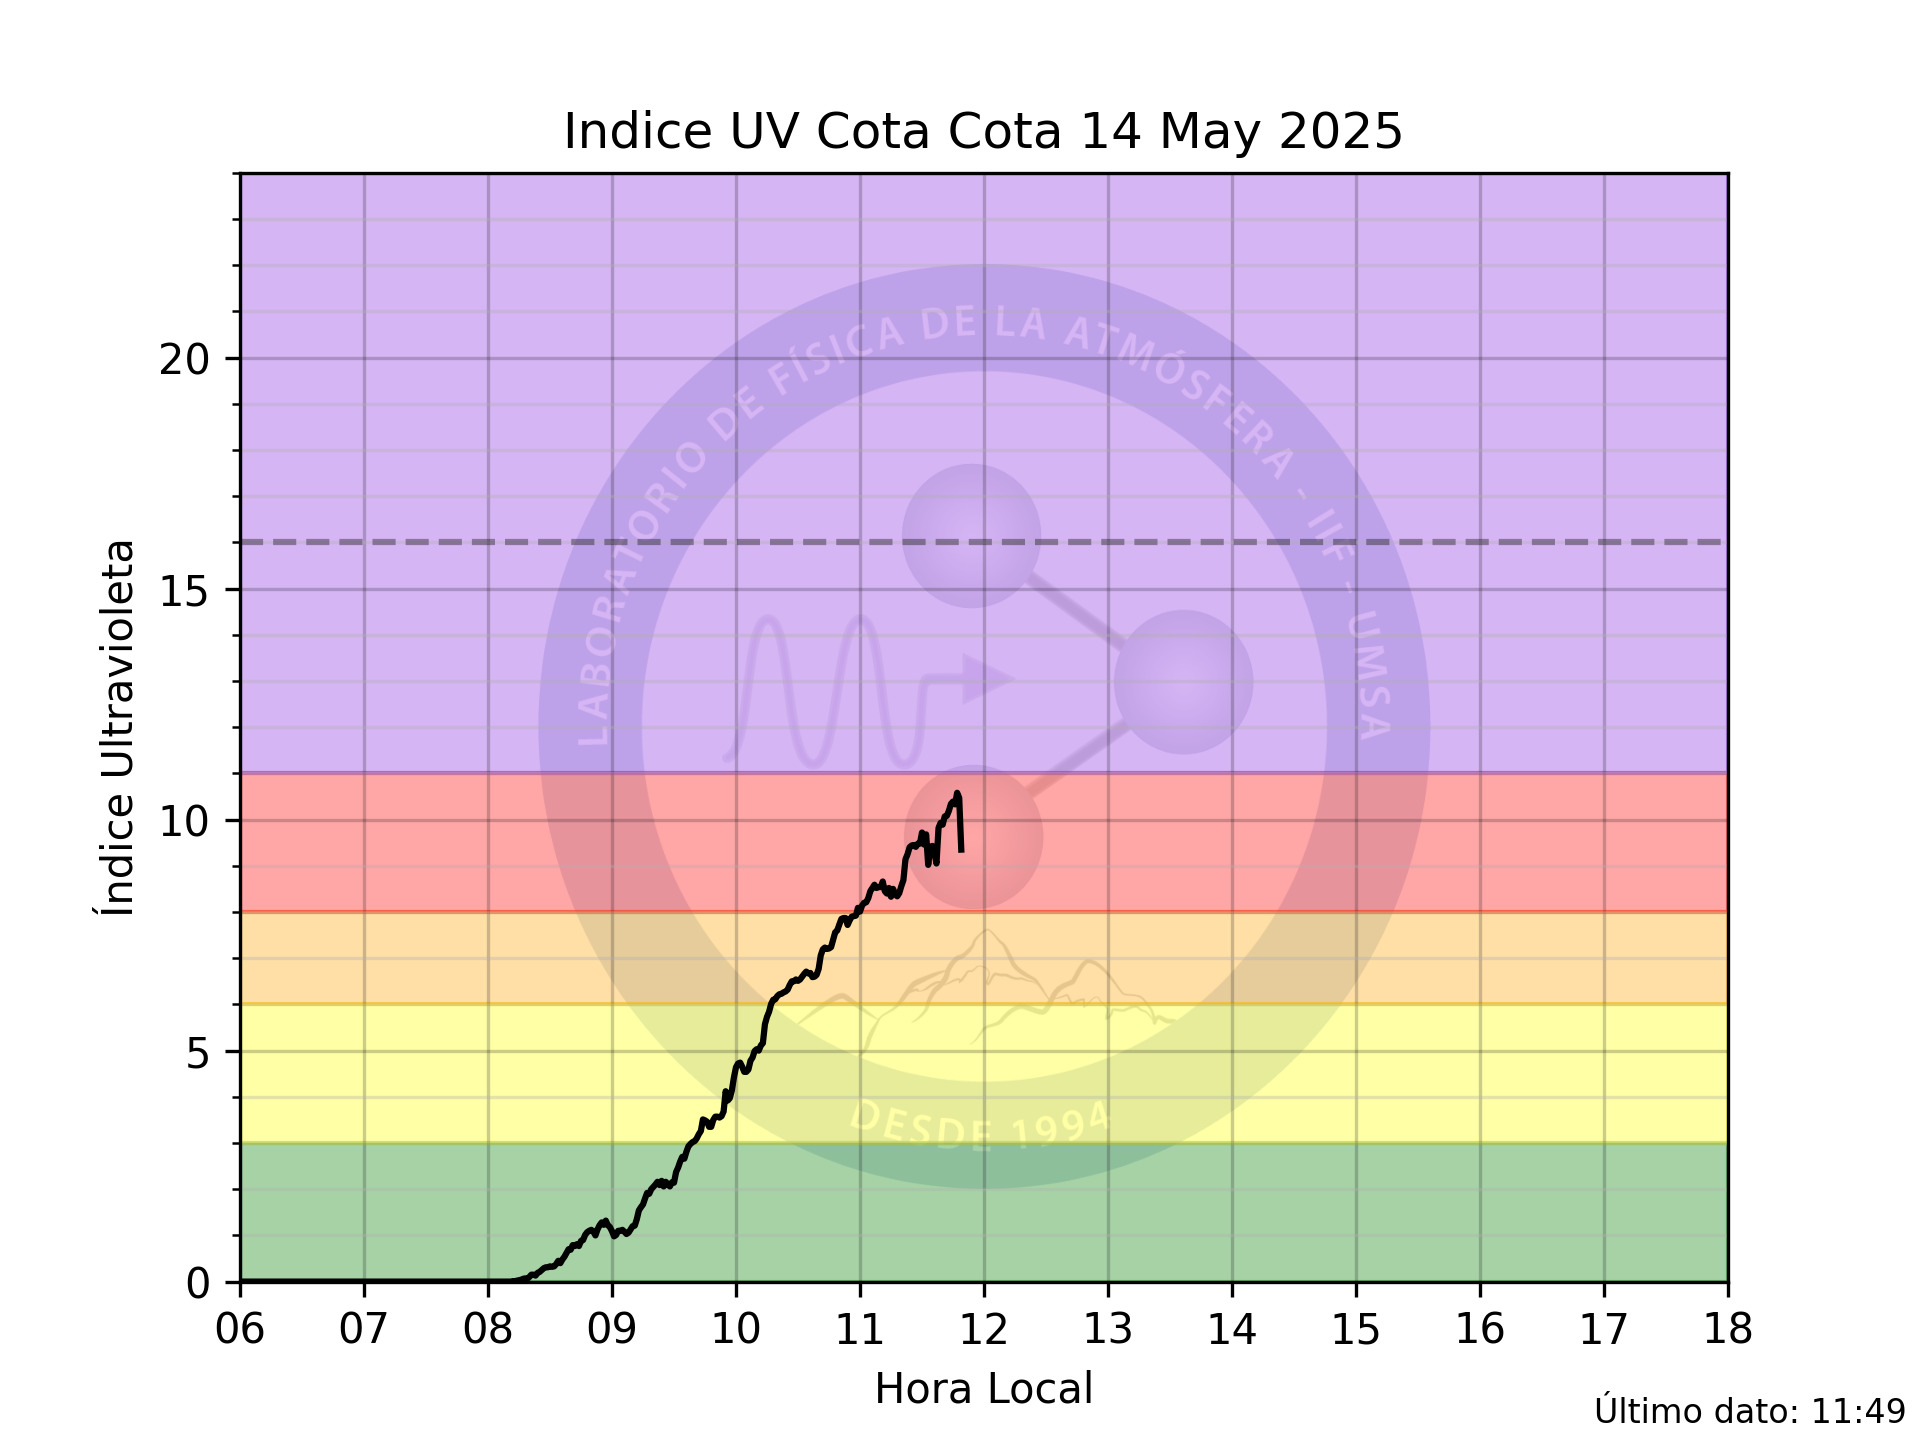 Indice UV Cota Cota 14 May 2025
20
15
10
5
0
Índice Ultravioleta
LABORATORIO DE FÍSICA DE LA ATMÓSFERA - IIF - UMSA
DESDE 1994
06 07 08 09 10 11 12 13 14 15 16 17 18
Hora Local
Último dato: 11:49